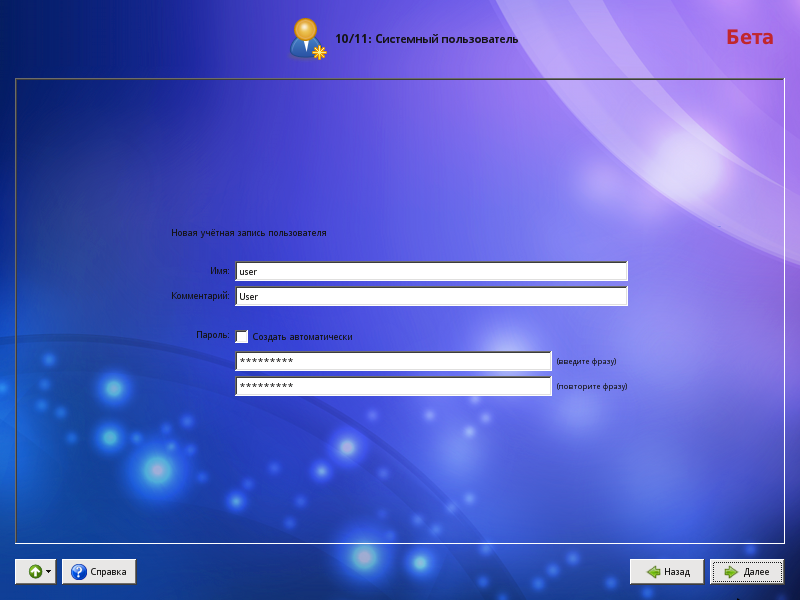 10/11: Системный пользователь
Бета
Новая учётная запись пользователя
Имя: user
Комментарий: User
Пароль: Создать автоматически
********* (введите фразу)
********* (повторите фразу)
Справка
Назад
Далее